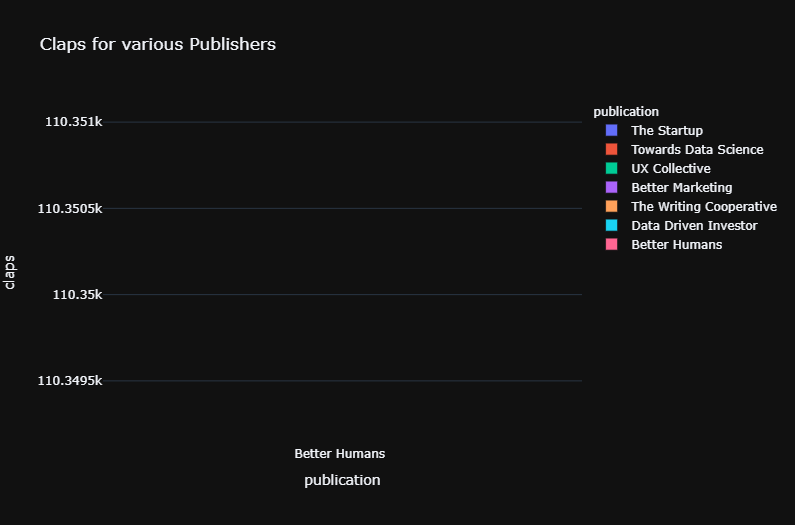 Claps for various Publishers
110.351k
110.3505k
110.35k
110.3495k
claps
Better Humans
publication
publication
The Startup
Towards Data Science
UX Collective
Better Marketing
The Writing Cooperative
Data Driven Investor
Better Humans